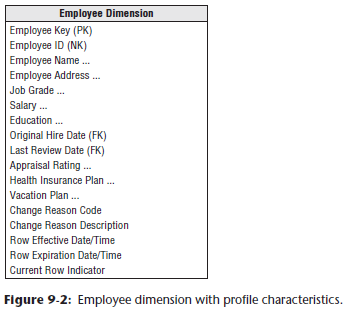 Employee Dimension
Employee Key (PK)
Employee ID (NK)
Employee Name ...
Employee Address ...
Job Grade ...
Salary ...
Education ...
Original Hire Date (FK)
Last Review Date (FK)
Appraisal Rating ...
Health Insurance Plan ...
Vacation Plan ...
Change Reason Code
Change Reason Description
Row Effective Date/Time
Row Expiration Date/Time
Current Row Indicator
Figure 9-2: Employee dimension with profile characteristics.